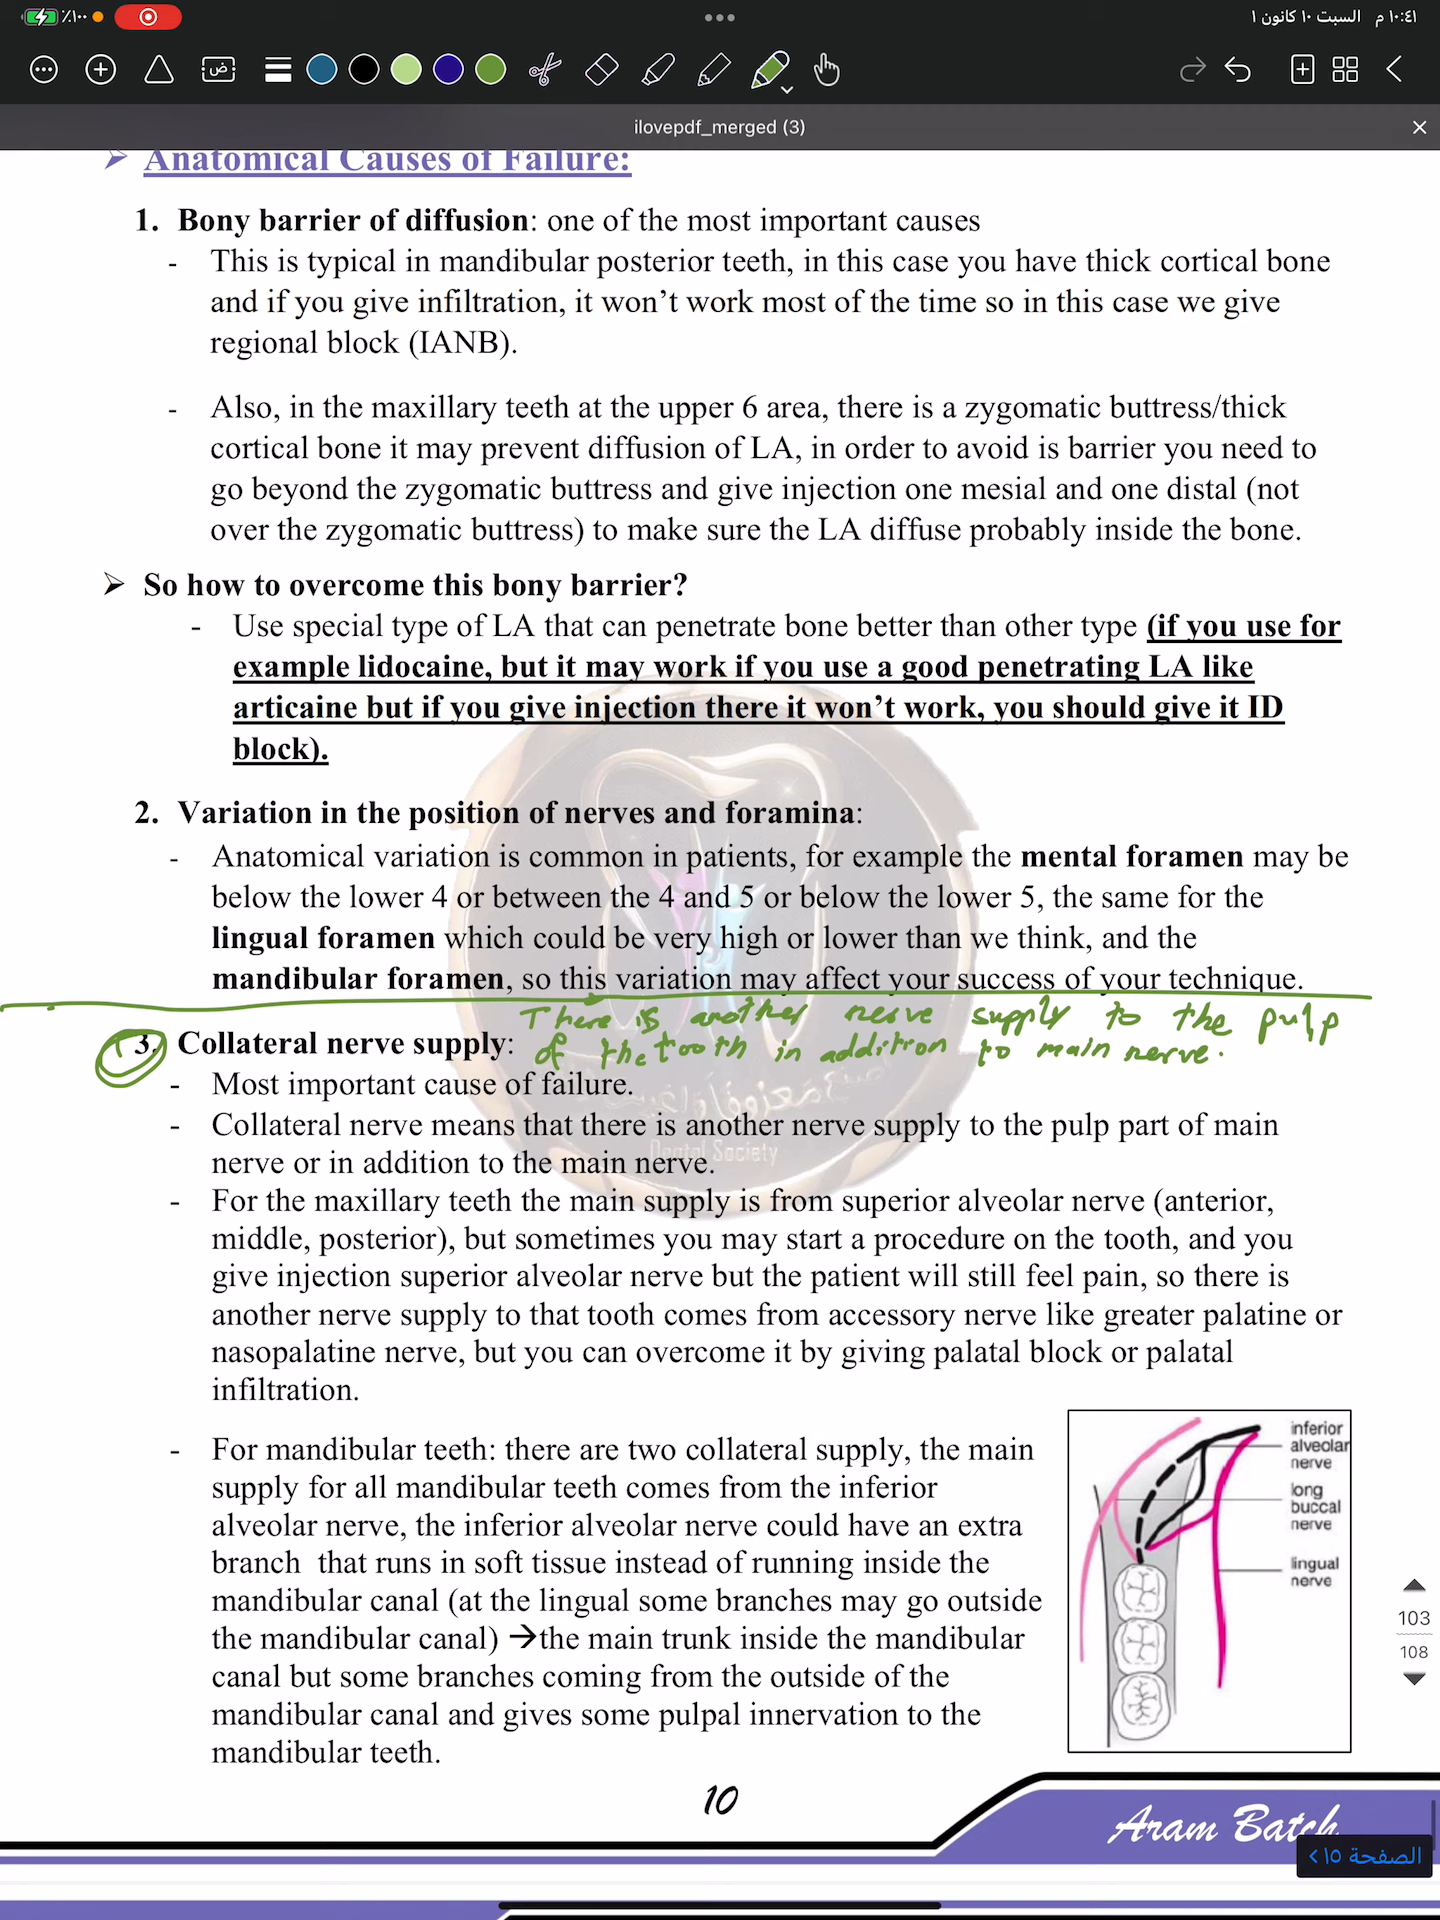 ٪١٠٠
١٠:٤١ م السبت ١٠ كانون ١
ض
ilovepdf_merged (3)
➢ Anatomical Causes of Failure:
1. Bony barrier of diffusion: one of the most important causes
- This is typical in mandibular posterior teeth, in this case you have thick cortical bone
and if you give infiltration, it won’t work most of the time so in this case we give
regional block (IANB).
- Also, in the maxillary teeth at the upper 6 area, there is a zygomatic buttress/thick
cortical bone it may prevent diffusion of LA, in order to avoid is barrier you need to
go beyond the zygomatic buttress and give injection one mesial and one distal (not
over the zygomatic buttress) to make sure the LA diffuse probably inside the bone.
➢ So how to overcome this bony barrier?
- Use special type of LA that can penetrate bone better than other type (if you use for
example lidocaine, but it may work if you use a good penetrating LA like
articaine but if you give injection there it won’t work, you should give it ID
block).
2. Variation in the position of nerves and foramina:
- Anatomical variation is common in patients, for example the mental foramen may be
below the lower 4 or between the 4 and 5 or below the lower 5, the same for the
lingual foramen which could be very high or lower than we think, and the
mandibular foramen, so this variation may affect your success of your technique.
There is another nerve supply to the pulp
3. Collateral nerve supply: of the tooth in addition to main nerve.
- Most important cause of failure.
- Collateral nerve means that there is another nerve supply to the pulp part of main
nerve or in addition to the main nerve.
Dental Society
- For the maxillary teeth the main supply is from superior alveolar nerve (anterior,
middle, posterior), but sometimes you may start a procedure on the tooth, and you
give injection superior alveolar nerve but the patient will still feel pain, so there is
another nerve supply to that tooth comes from accessory nerve like greater palatine or
nasopalatine nerve, but you can overcome it by giving palatal block or palatal
infiltration.
- For mandibular teeth: there are two collateral supply, the main
supply for all mandibular teeth comes from the inferior
alveolar nerve, the inferior alveolar nerve could have an extra
branch that runs in soft tissue instead of running inside the
mandibular canal (at the lingual some branches may go outside
the mandibular canal) →the main trunk inside the mandibular
canal but some branches coming from the outside of the
mandibular canal and gives some pulpal innervation to the
mandibular teeth.
inferior
alveolar
nerve
long
buccal
nerve
lingual
nerve
103
108
10
Aram Batch
الصفحة ١٥